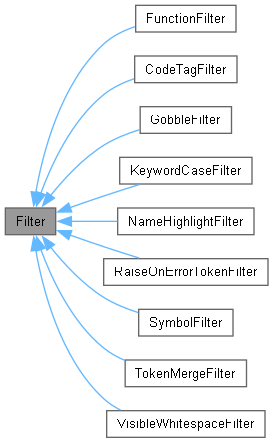 FunctionFilter
CodeTagFilter
GobbleFilter
KeywordCaseFilter
Filter
NameHighlightFilter
RaiseOnErrorTokenFilter
SymbolFilter
TokenMergeFilter
VisibleWhitespaceFilter